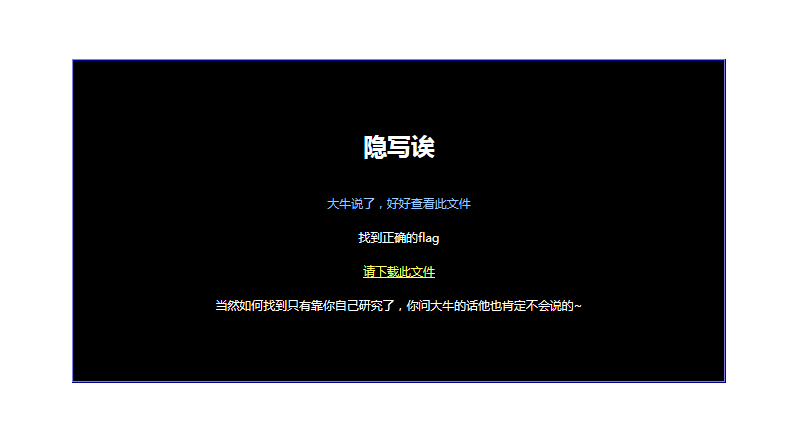 隐写诶
大牛说了，好好查看此文件
找到正确的flag
请下载此文件
当然如何找到只有靠你自己研究了，你问大牛的话他也肯定不会说的~